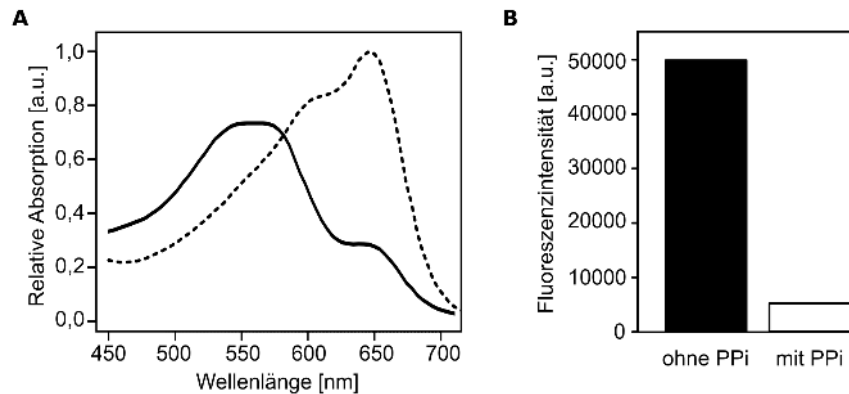 A
Relative Absorption [a.u.]
1,0
0,8
0,6
0,4
0,2
0,0
450 500 550 600 650 700
Wellenlänge [nm]
B
Fluoreszenzintensität [a.u.]
50000
40000
30000
20000
10000
0
ohne PPi mit PPi